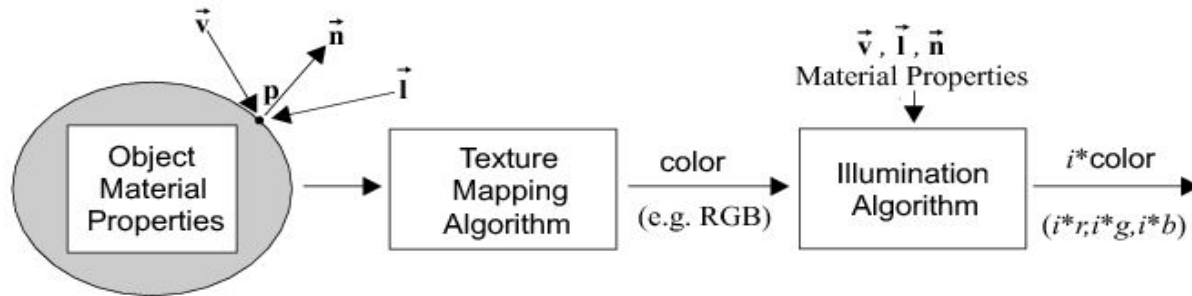 v⃗
n⃗
p
l⃗
Object
Material
Properties
Texture
Mapping
Algorithm
color
(e.g. RGB)
v⃗ , l⃗ , n⃗
Material Properties
Illumination
Algorithm
i*color
(i*r,i*g,i*b)